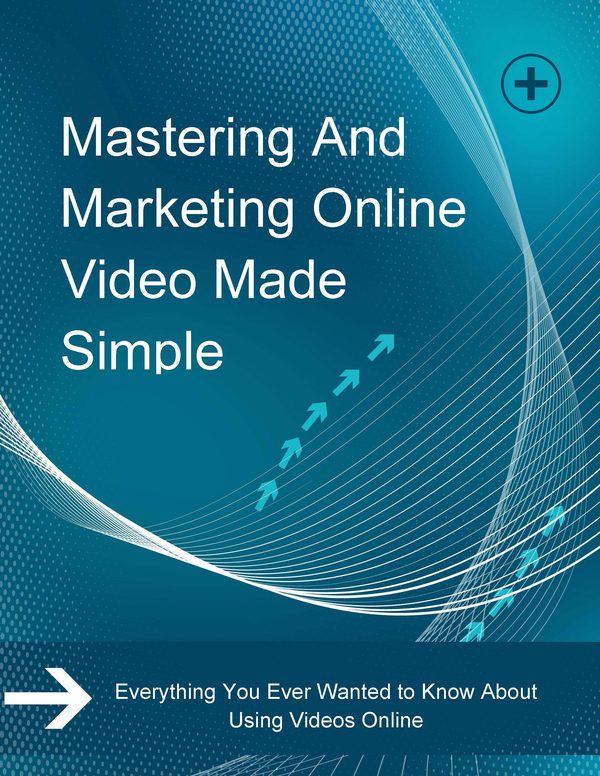 Mastering And
Marketing Online
Video Made
Simple
Everything You Ever Wanted to Know About
Using Videos Online